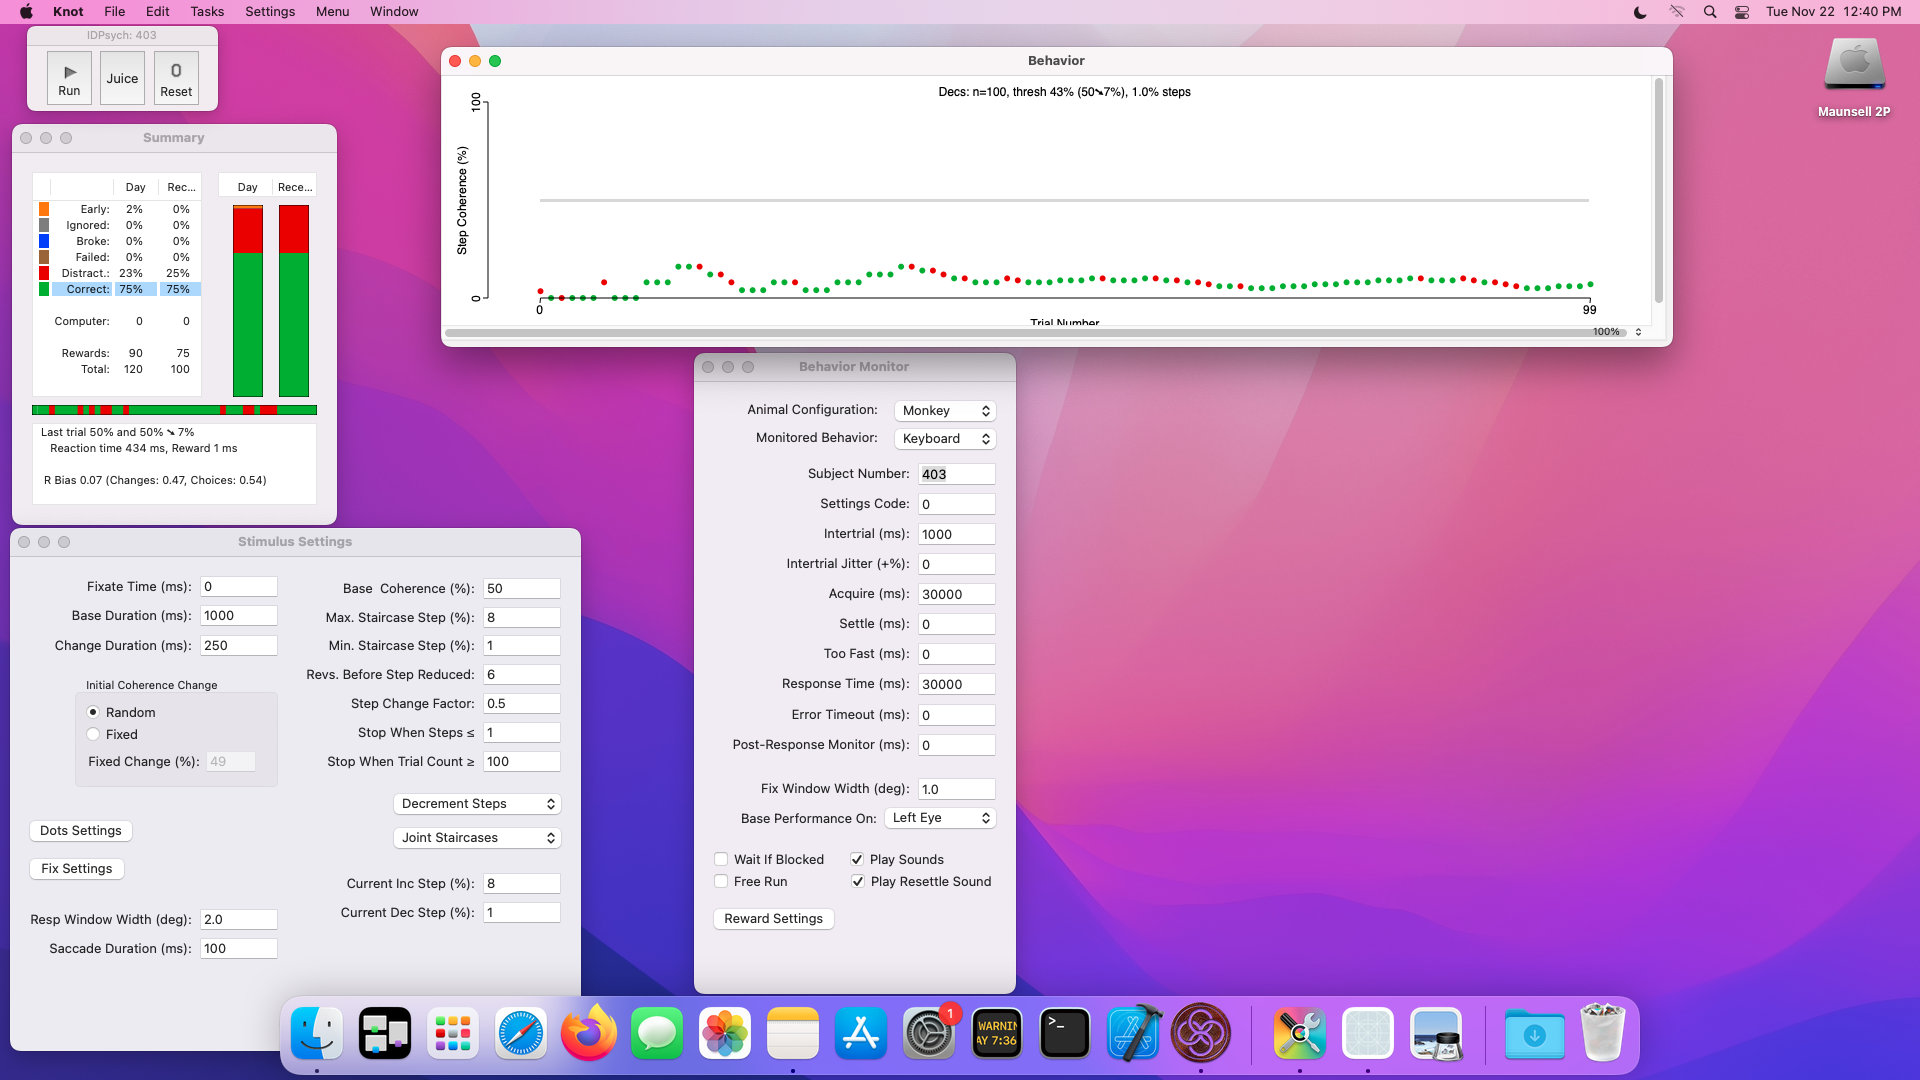 Knot File Edit Tasks Settings Menu Window
Tue Nov 22 12:40 PM
IDPsych: 403
Run
Juice
0
Reset
Maunsell 2P
Summary
Day Rec...
Early: 2% 0%
Ignored: 0% 0%
Broke: 0% 0%
Failed: 0% 0%
Distract.: 23% 25%
Correct: 75% 75%
Computer: 0 0
Rewards: 90 75
Total: 120 100
Day Rece...
Last trial 50% and 50% ➘ 7%
Reaction time 434 ms, Reward 1 ms
R Bias 0.07 (Changes: 0.47, Choices: 0.54)
Behavior
Decs: n=100, thresh 43% (50➘7%), 1.0% steps
100
Step Coherence (%)
0
0
99
Trial Number
100%
Stimulus Settings
Fixate Time (ms): 0
Base Duration (ms): 1000
Change Duration (ms): 250
Initial Coherence Change
Random
Fixed
Fixed Change (%): 49
Dots Settings
Fix Settings
Resp Window Width (deg): 2.0
Saccade Duration (ms): 100
Base Coherence (%): 50
Max. Staircase Step (%): 8
Min. Staircase Step (%): 1
Revs. Before Step Reduced: 6
Step Change Factor: 0.5
Stop When Steps ≤ 1
Stop When Trial Count ≥ 100
Decrement Steps
Joint Staircases
Current Inc Step (%): 8
Current Dec Step (%): 1
Behavior Monitor
Animal Configuration: Monkey
Monitored Behavior: Keyboard
Subject Number: 403
Settings Code: 0
Intertrial (ms): 1000
Intertrial Jitter (+%): 0
Acquire (ms): 30000
Settle (ms): 0
Too Fast (ms): 0
Response Time (ms): 30000
Error Timeout (ms): 0
Post-Response Monitor (ms): 0
Fix Window Width (deg): 1.0
Base Performance On: Left Eye
Wait If Blocked
Play Sounds
Free Run
Play Resettle Sound
Reward Settings
1
WARNIN
AY 7:36
>_